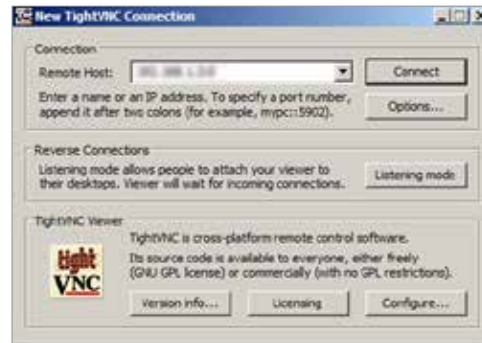 New TightVNC Connection
Connection
Remote Host:
Connect
Enter a name or an IP address. To specify a port number,
append it after two colons (for example, mypc::5902).
Options...
Reverse Connections
Listening mode allows people to attach your viewer to
their desktops. Viewer will wait for incoming connections.
Listening mode
TightVNC Viewer
tight
VNC
TightVNC is cross-platform remote control software.
Its source code is available to everyone, either freely
(GNU GPL license) or commercially (with no GPL restrictions).
Version info...
Licensing
Configure...